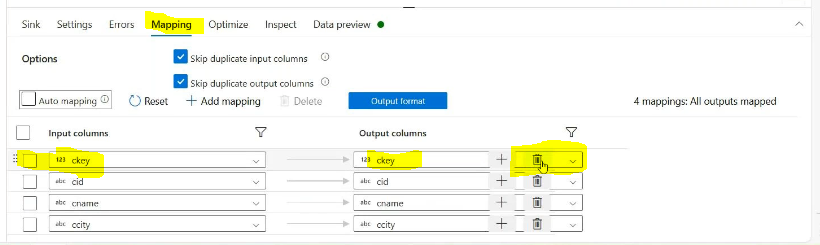 Sink Settings Errors Mapping Optimize Inspect Data preview
Options Skip duplicate input columns
Skip duplicate output columns
Auto mapping Reset + Add mapping Delete Output format 4 mappings: All outputs mapped
Input columns Output columns
123 ckey 123 ckey
abc cid abc cid
abc cname abc cname
abc ccity abc ccity